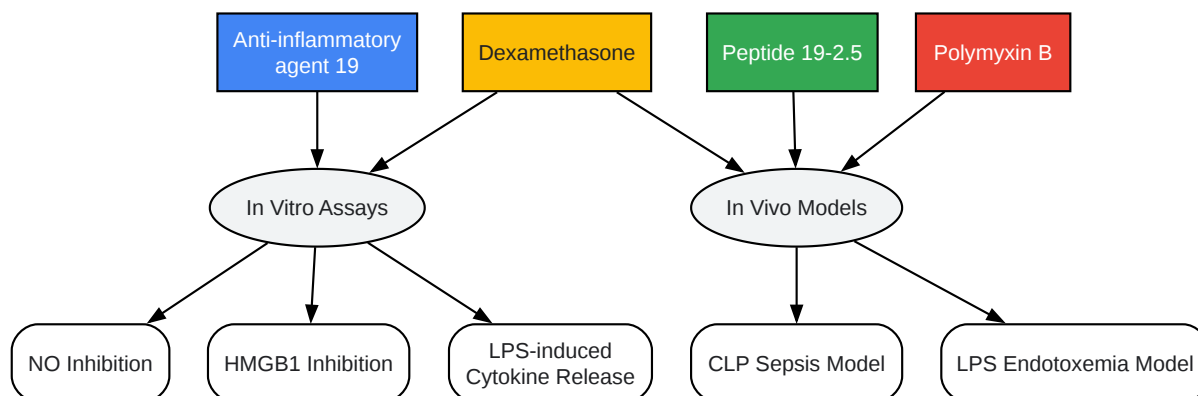 Anti-inflammatory
agent 19
Dexamethasone
Peptide 19-2.5
Polymyxin B
In Vitro Assays
In Vivo Models
NO Inhibition
HMGB1 Inhibition
LPS-induced
Cytokine Release
CLP Sepsis Model
LPS Endotoxemia Model